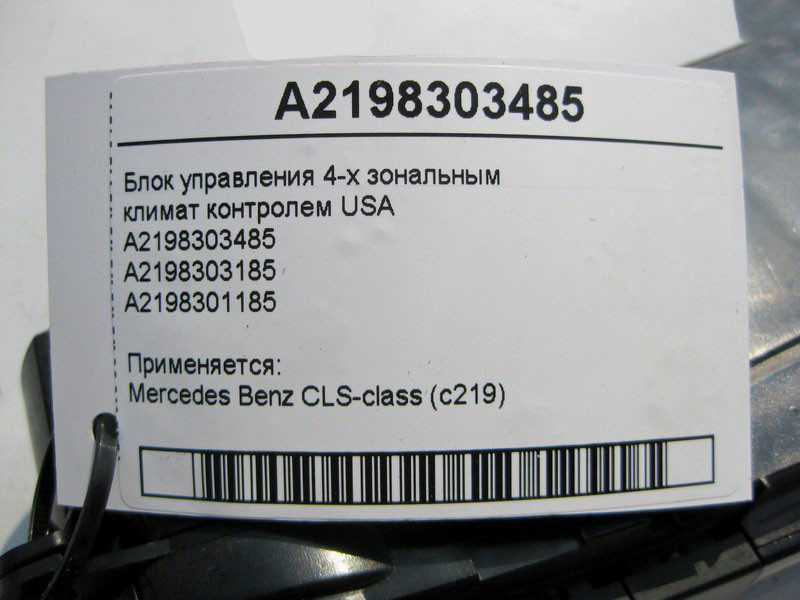 A2198303485
Блок управления 4-х зональным
климат контролем USA
A2198303485
A2198303185
A2198301185
Применяется:
Mercedes Benz CLS-class (c219)